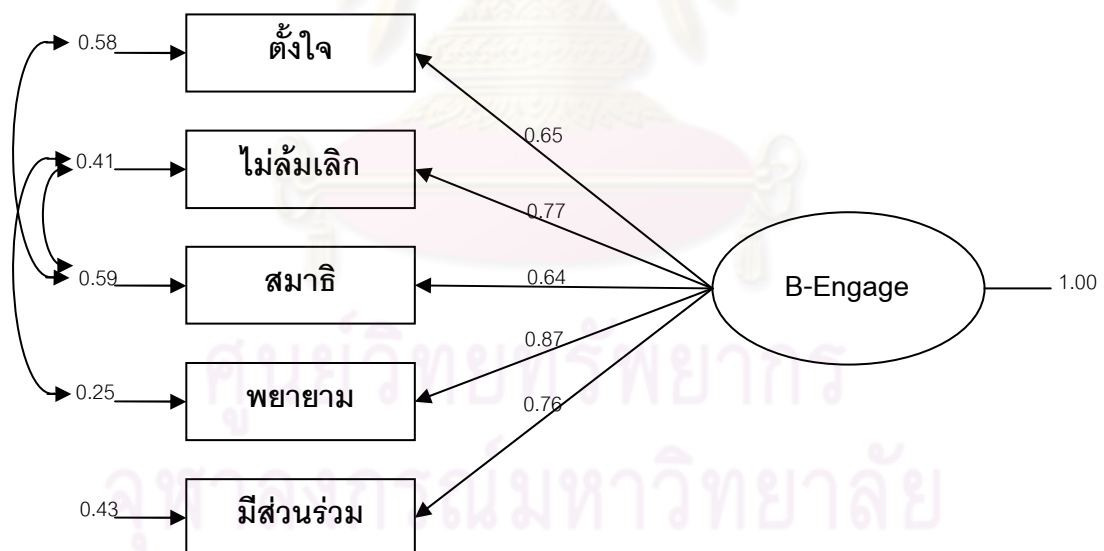 0.58
ตั้งใจ
0.65
0.41
ไม่ล้มเลิก
0.77
0.59
สมาธิ
0.64
B-Engage
1.00
0.87
0.25
พยายาม
0.76
0.43
มีส่วนร่วม
ศูนย์วิทยทรัพยากร
จุฬาลงกรณ์มหาวิทยาลัย